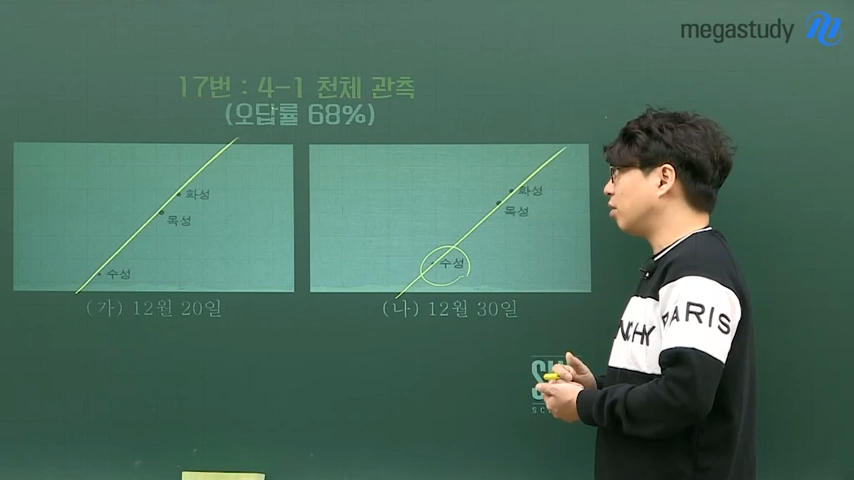 megastudy
17번 : 4-1 천체 관측
(오답률 68%)
화성
목성
수성
화성
목성
수성
(가) 12월 20일
(나) 12월 30일
PARIS